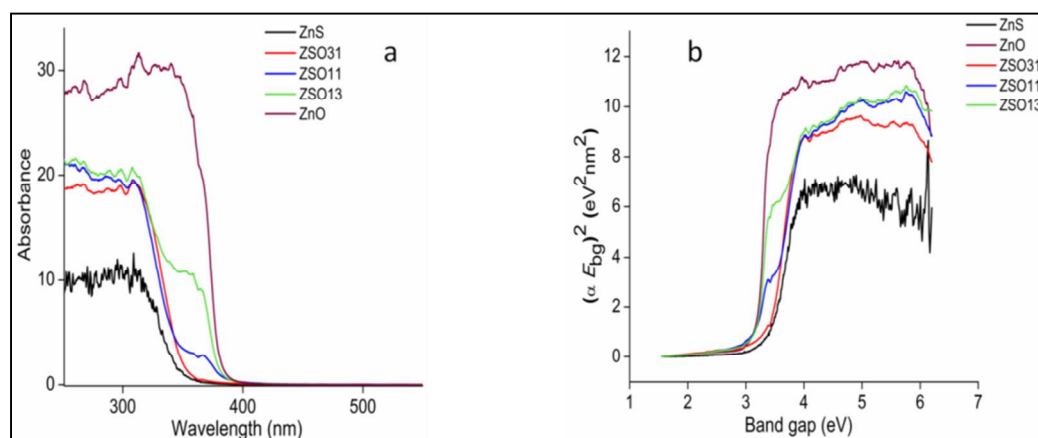 a
ZnS
ZSO31
ZSO11
ZSO13
ZnO
Absorbance
30
20
10
0
300
400
500
Wavelength (nm)
b
ZnS
ZnO
ZSO31
ZSO11
ZSO13
(α E_bg)² (eV²nm²)
12
10
8
6
4
2
0
1
2
3
4
5
6
7
Band gap (eV)